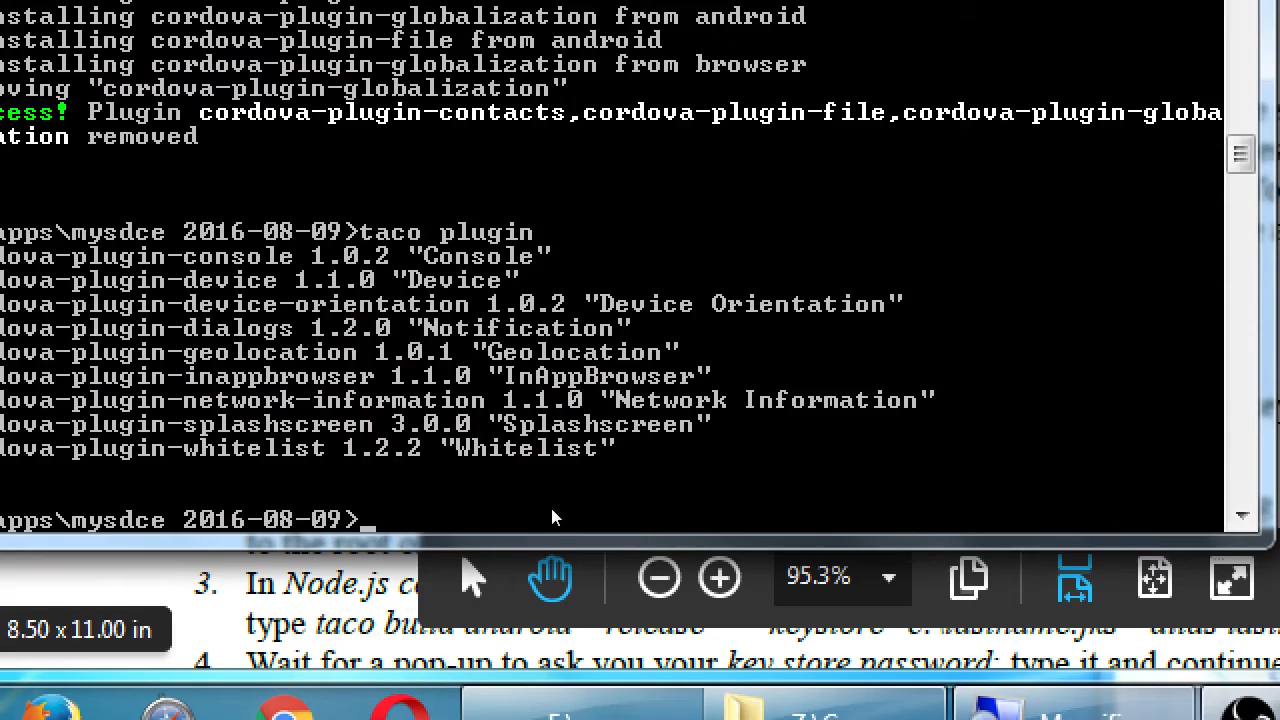 nstalling cordova-plugin-globalization from android
nstalling cordova-plugin-file from android
nstalling cordova-plugin-globalization from browser
oving "cordova-plugin-globalization"
cess! Plugin cordova-plugin-contacts,cordova-plugin-file,cordova-plugin-globa
ation removed
apps\mysdce 2016-08-09>taco plugin
dova-plugin-console 1.0.2 "Console"
dova-plugin-device 1.1.0 "Device"
dova-plugin-device-orientation 1.0.2 "Device Orientation"
dova-plugin-dialogs 1.2.0 "Notification"
dova-plugin-geolocation 1.0.1 "Geolocation"
dova-plugin-inappbrowser 1.1.0 "InAppBrowser"
dova-plugin-network-information 1.1.0 "Network Information"
dova-plugin-splashscreen 3.0.0 "Splashscreen"
dova-plugin-whitelist 1.2.2 "Whitelist"
apps\mysdce 2016-08-09>_
to the root o
3. In Node.js c
95.3%
8.50 x 11.00 in
type taco build android
4. Wait for a pop-up to ask you your key store password; type it and continue